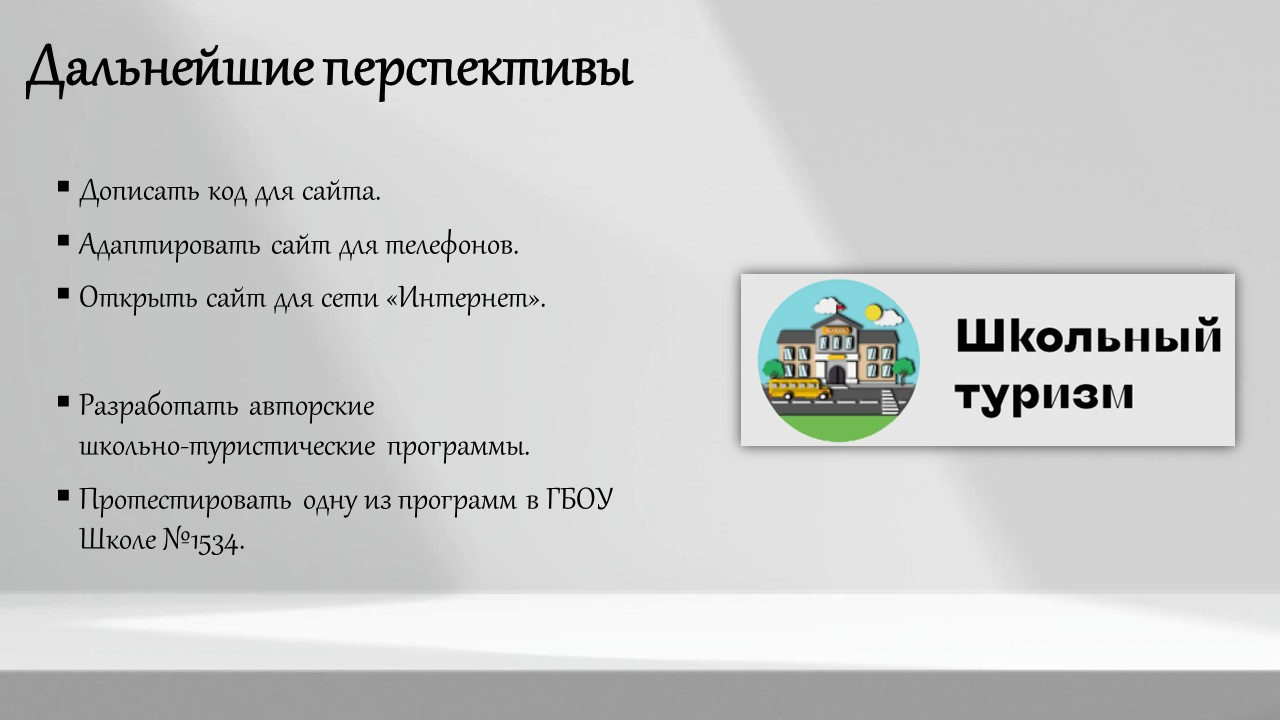 Дальнейшие перспективы
▪ Дописать код для сайта.
▪ Адаптировать сайт для телефонов.
▪ Открыть сайт для сети «Интернет».
▪ Разработать авторские
школьно-туристические программы.
▪ Протестировать одну из программ в ГБОУ
Школе №1534.
Школьный
туризм